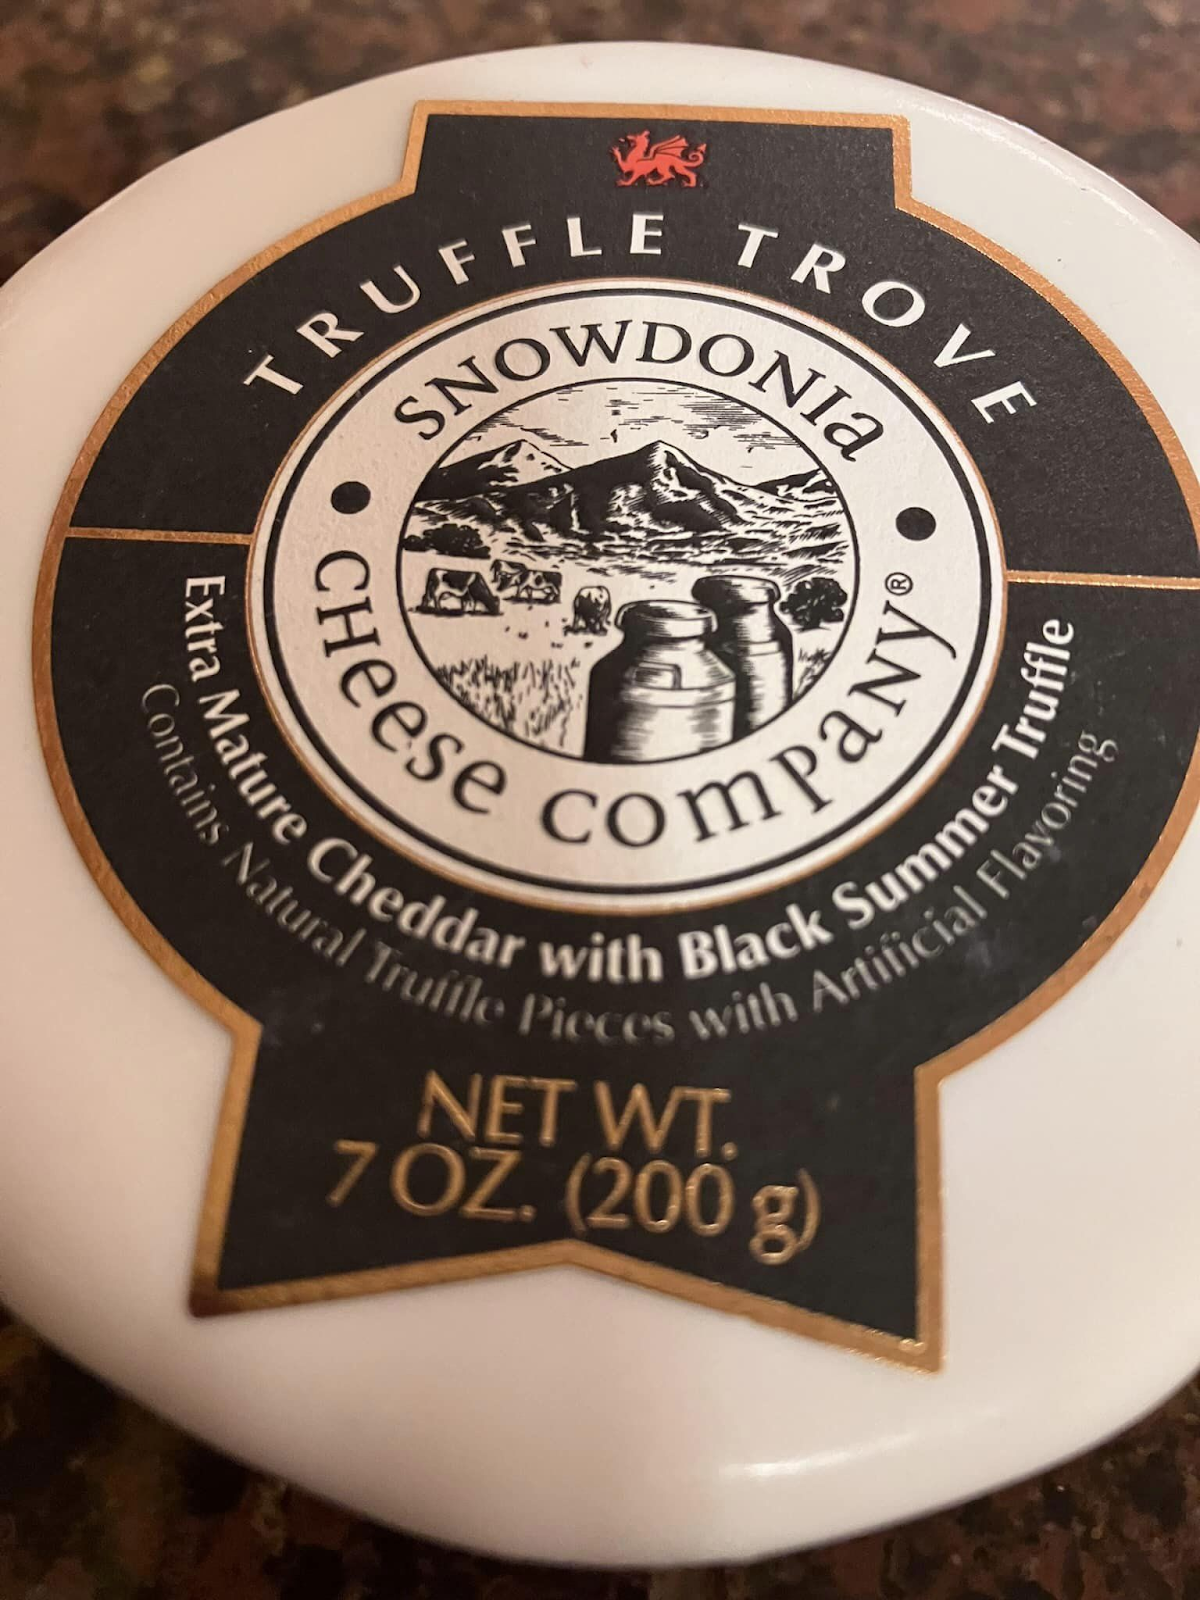 TRUFFLE TROVE
SNOWDONIa
CHeese company®
Extra Mature Cheddar with Black Summer Truffle
Contains Natural Truffle Pieces with Artificial Flavoring
NET WT.
7 OZ. (200 g)